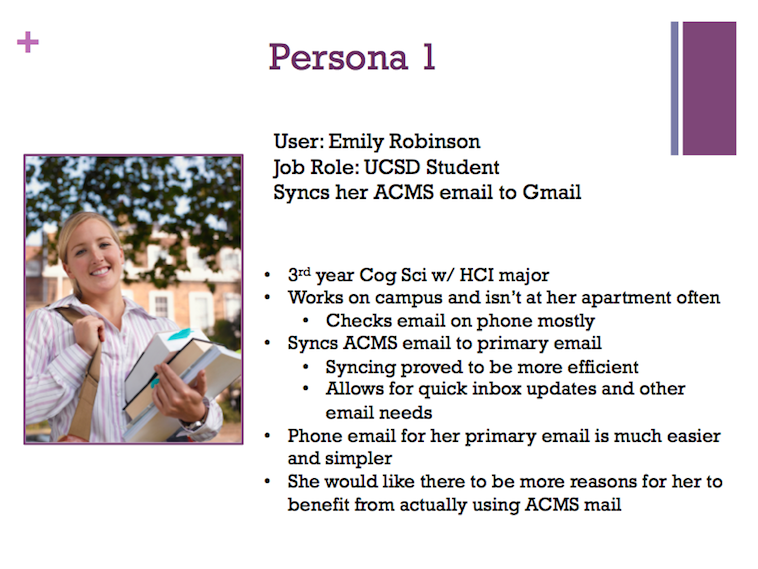 Persona 1
User: Emily Robinson
Job Role: UCSD Student
Syncs her ACMS email to Gmail
• 3rd year Cog Sci w/ HCI major
• Works on campus and isn't at her apartment often
• Checks email on phone mostly
• Syncs ACMS email to primary email
• Syncing proved to be more efficient
• Allows for quick inbox updates and other
email needs
• Phone email for her primary email is much easier
and simpler
• She would like there to be more reasons for her to
benefit from actually using ACMS mail